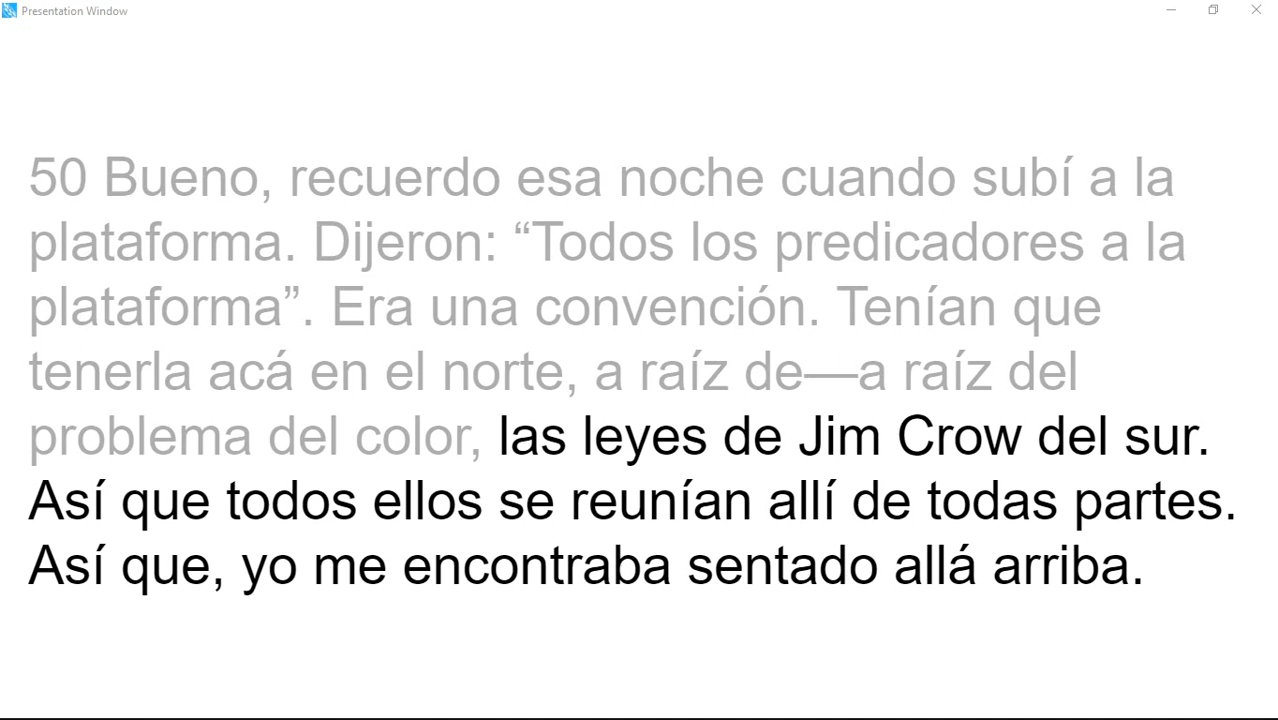 Presentation Window
50 Bueno, recuerdo esa noche cuando subí a la
plataforma. Dijeron: “Todos los predicadores a la
plataforma”. Era una convención. Tenían que
tenerla acá en el norte, a raíz de—a raíz del
problema del color, las leyes de Jim Crow del sur.
Así que todos ellos se reunían allí de todas partes.
Así que, yo me encontraba sentado allá arriba.